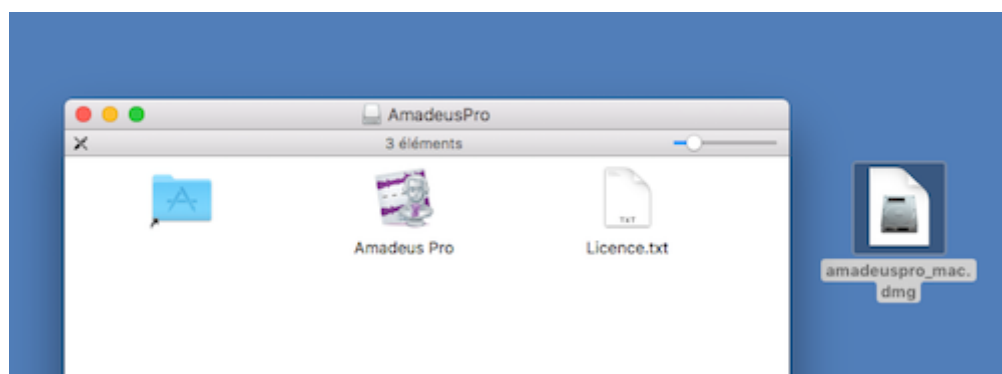 AmadeusPro
3 éléments
TXT
Amadeus Pro
Licence.txt
amadeuspro_mac.
dmg